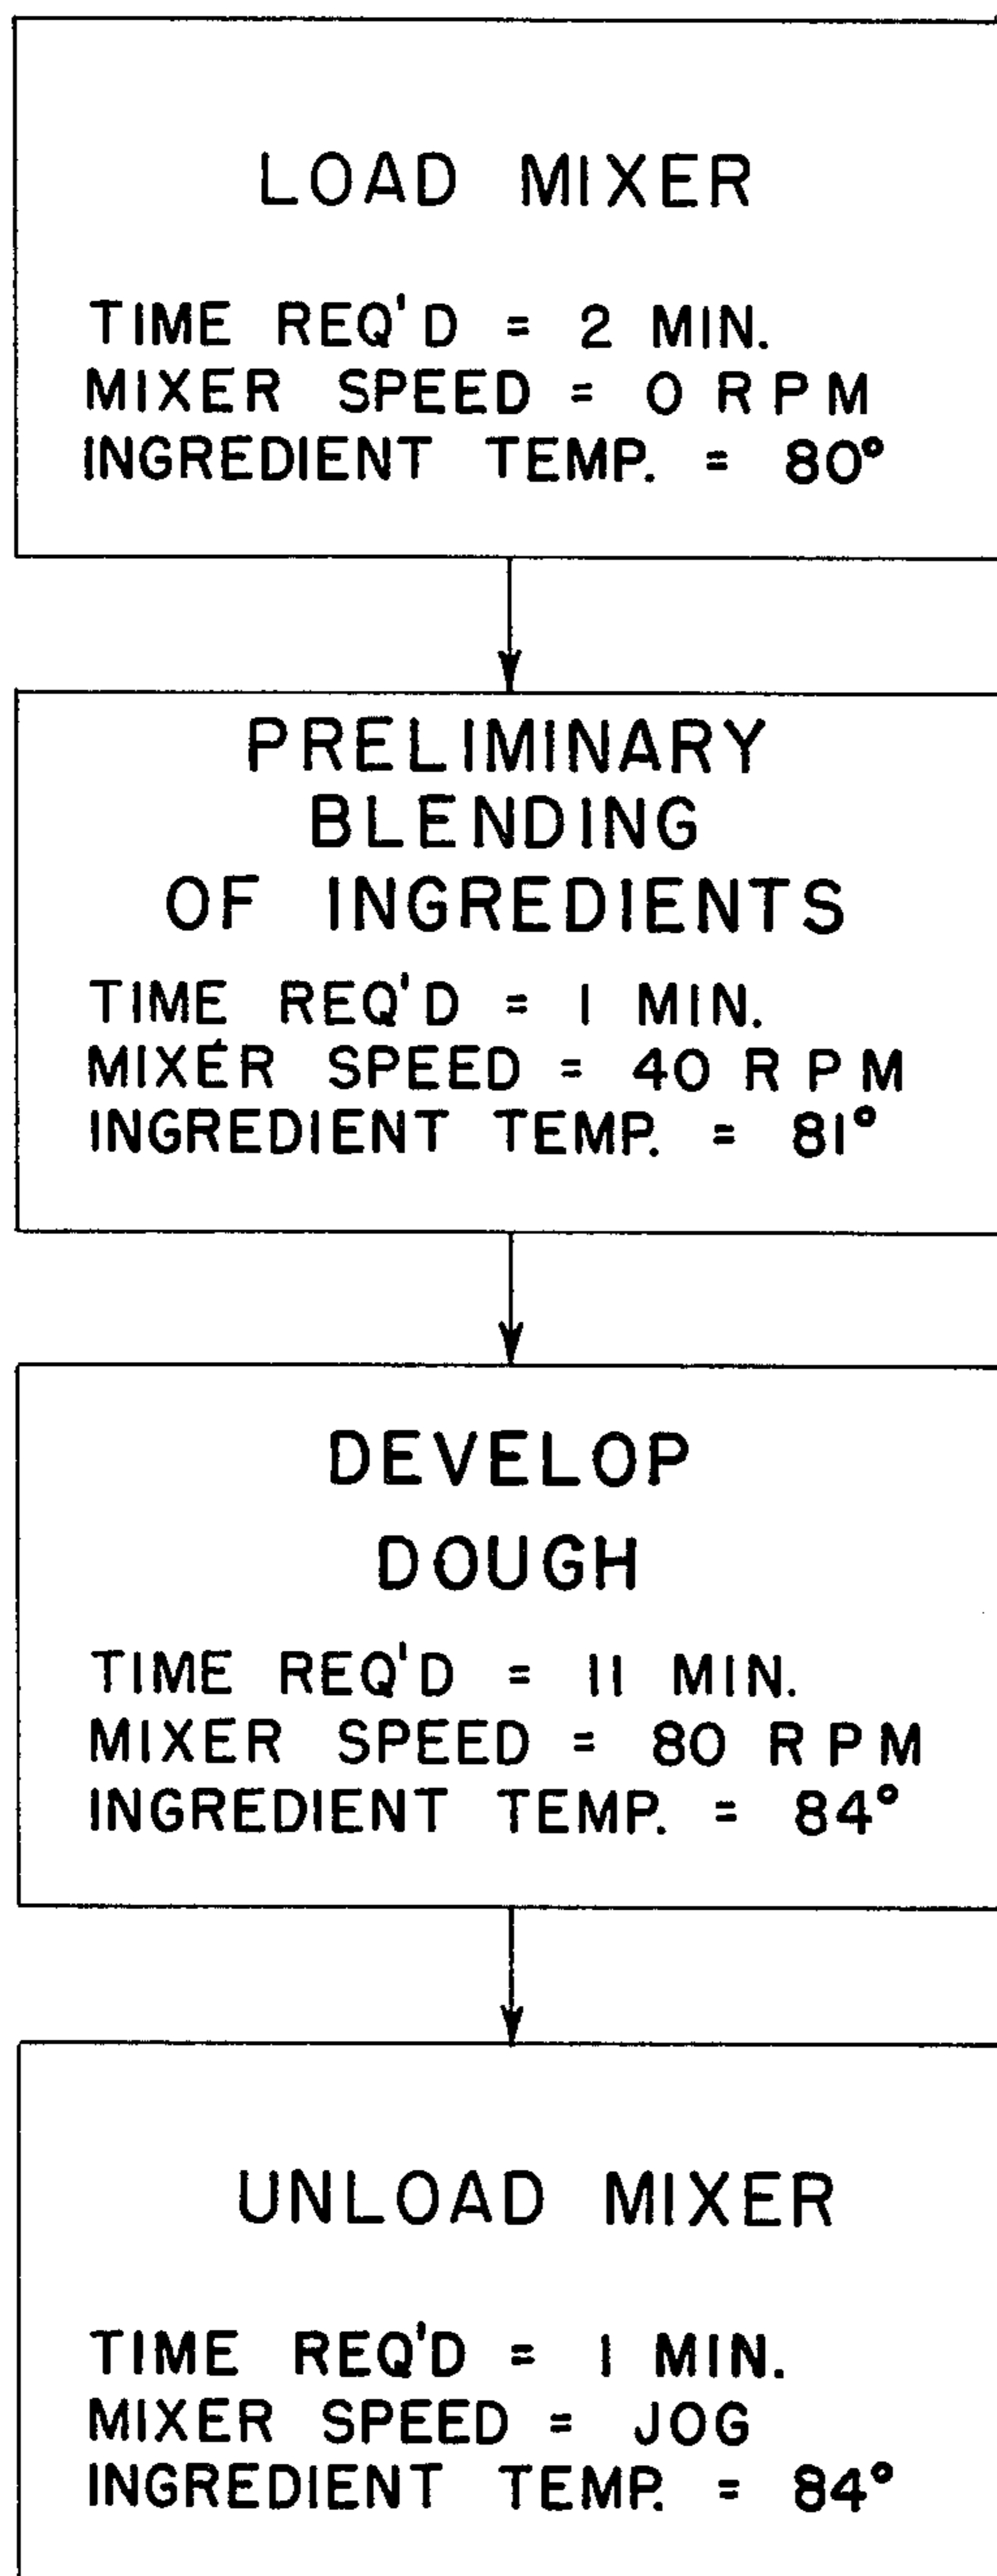 LOAD MIXER
TIME REQ'D = 2 MIN.
MIXER SPEED = 0 RPM
INGREDIENT TEMP. = 80°
PRELIMINARY
BLENDING
OF INGREDIENTS
TIME REQ'D = 1 MIN.
MIXER SPEED = 40 RPM
INGREDIENT TEMP. = 81°
DEVELOP
DOUGH
TIME REQ'D = 11 MIN.
MIXER SPEED = 80 RPM
INGREDIENT TEMP. = 84°
UNLOAD MIXER
TIME REQ'D = 1 MIN.
MIXER SPEED = JOG
INGREDIENT TEMP. = 84°